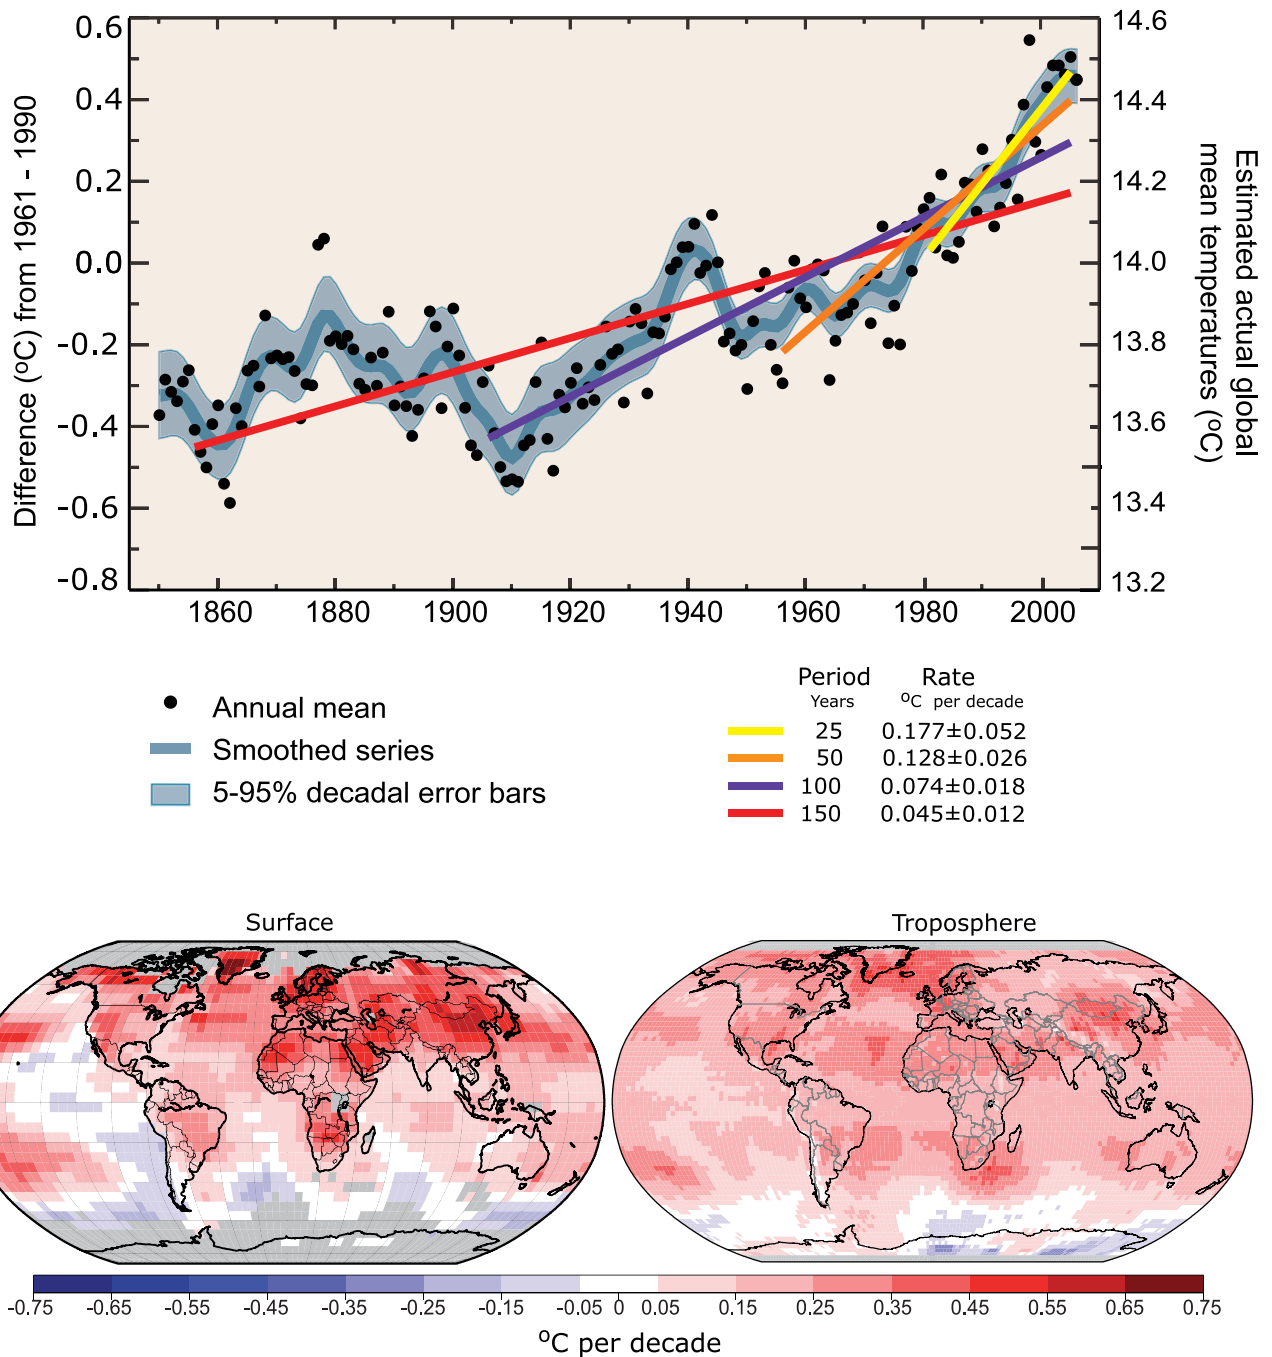 0.6
0.4
0.2
0.0
-0.2
-0.4
-0.6
-0.8
Difference (ºC) from 1961 - 1990
14.6
14.4
14.2
14.0
13.8
13.6
13.4
13.2
Estimated actual global
mean temperatures (ºC)
1860 1880 1900 1920 1940 1960 1980 2000
Annual mean
Smoothed series
5-95% decadal error bars
Period Rate
Years ºC per decade
25 0.177±0.052
50 0.128±0.026
100 0.074±0.018
150 0.045±0.012
Surface
Troposphere
-0.75 -0.65 -0.55 -0.45 -0.35 -0.25 -0.15 -0.05 0 0.05 0.15 0.25 0.35 0.45 0.55 0.65 0.75
ºC per decade